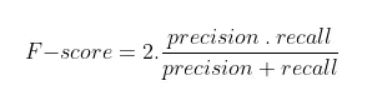 F−score = 2. precision . recall
precision + recall